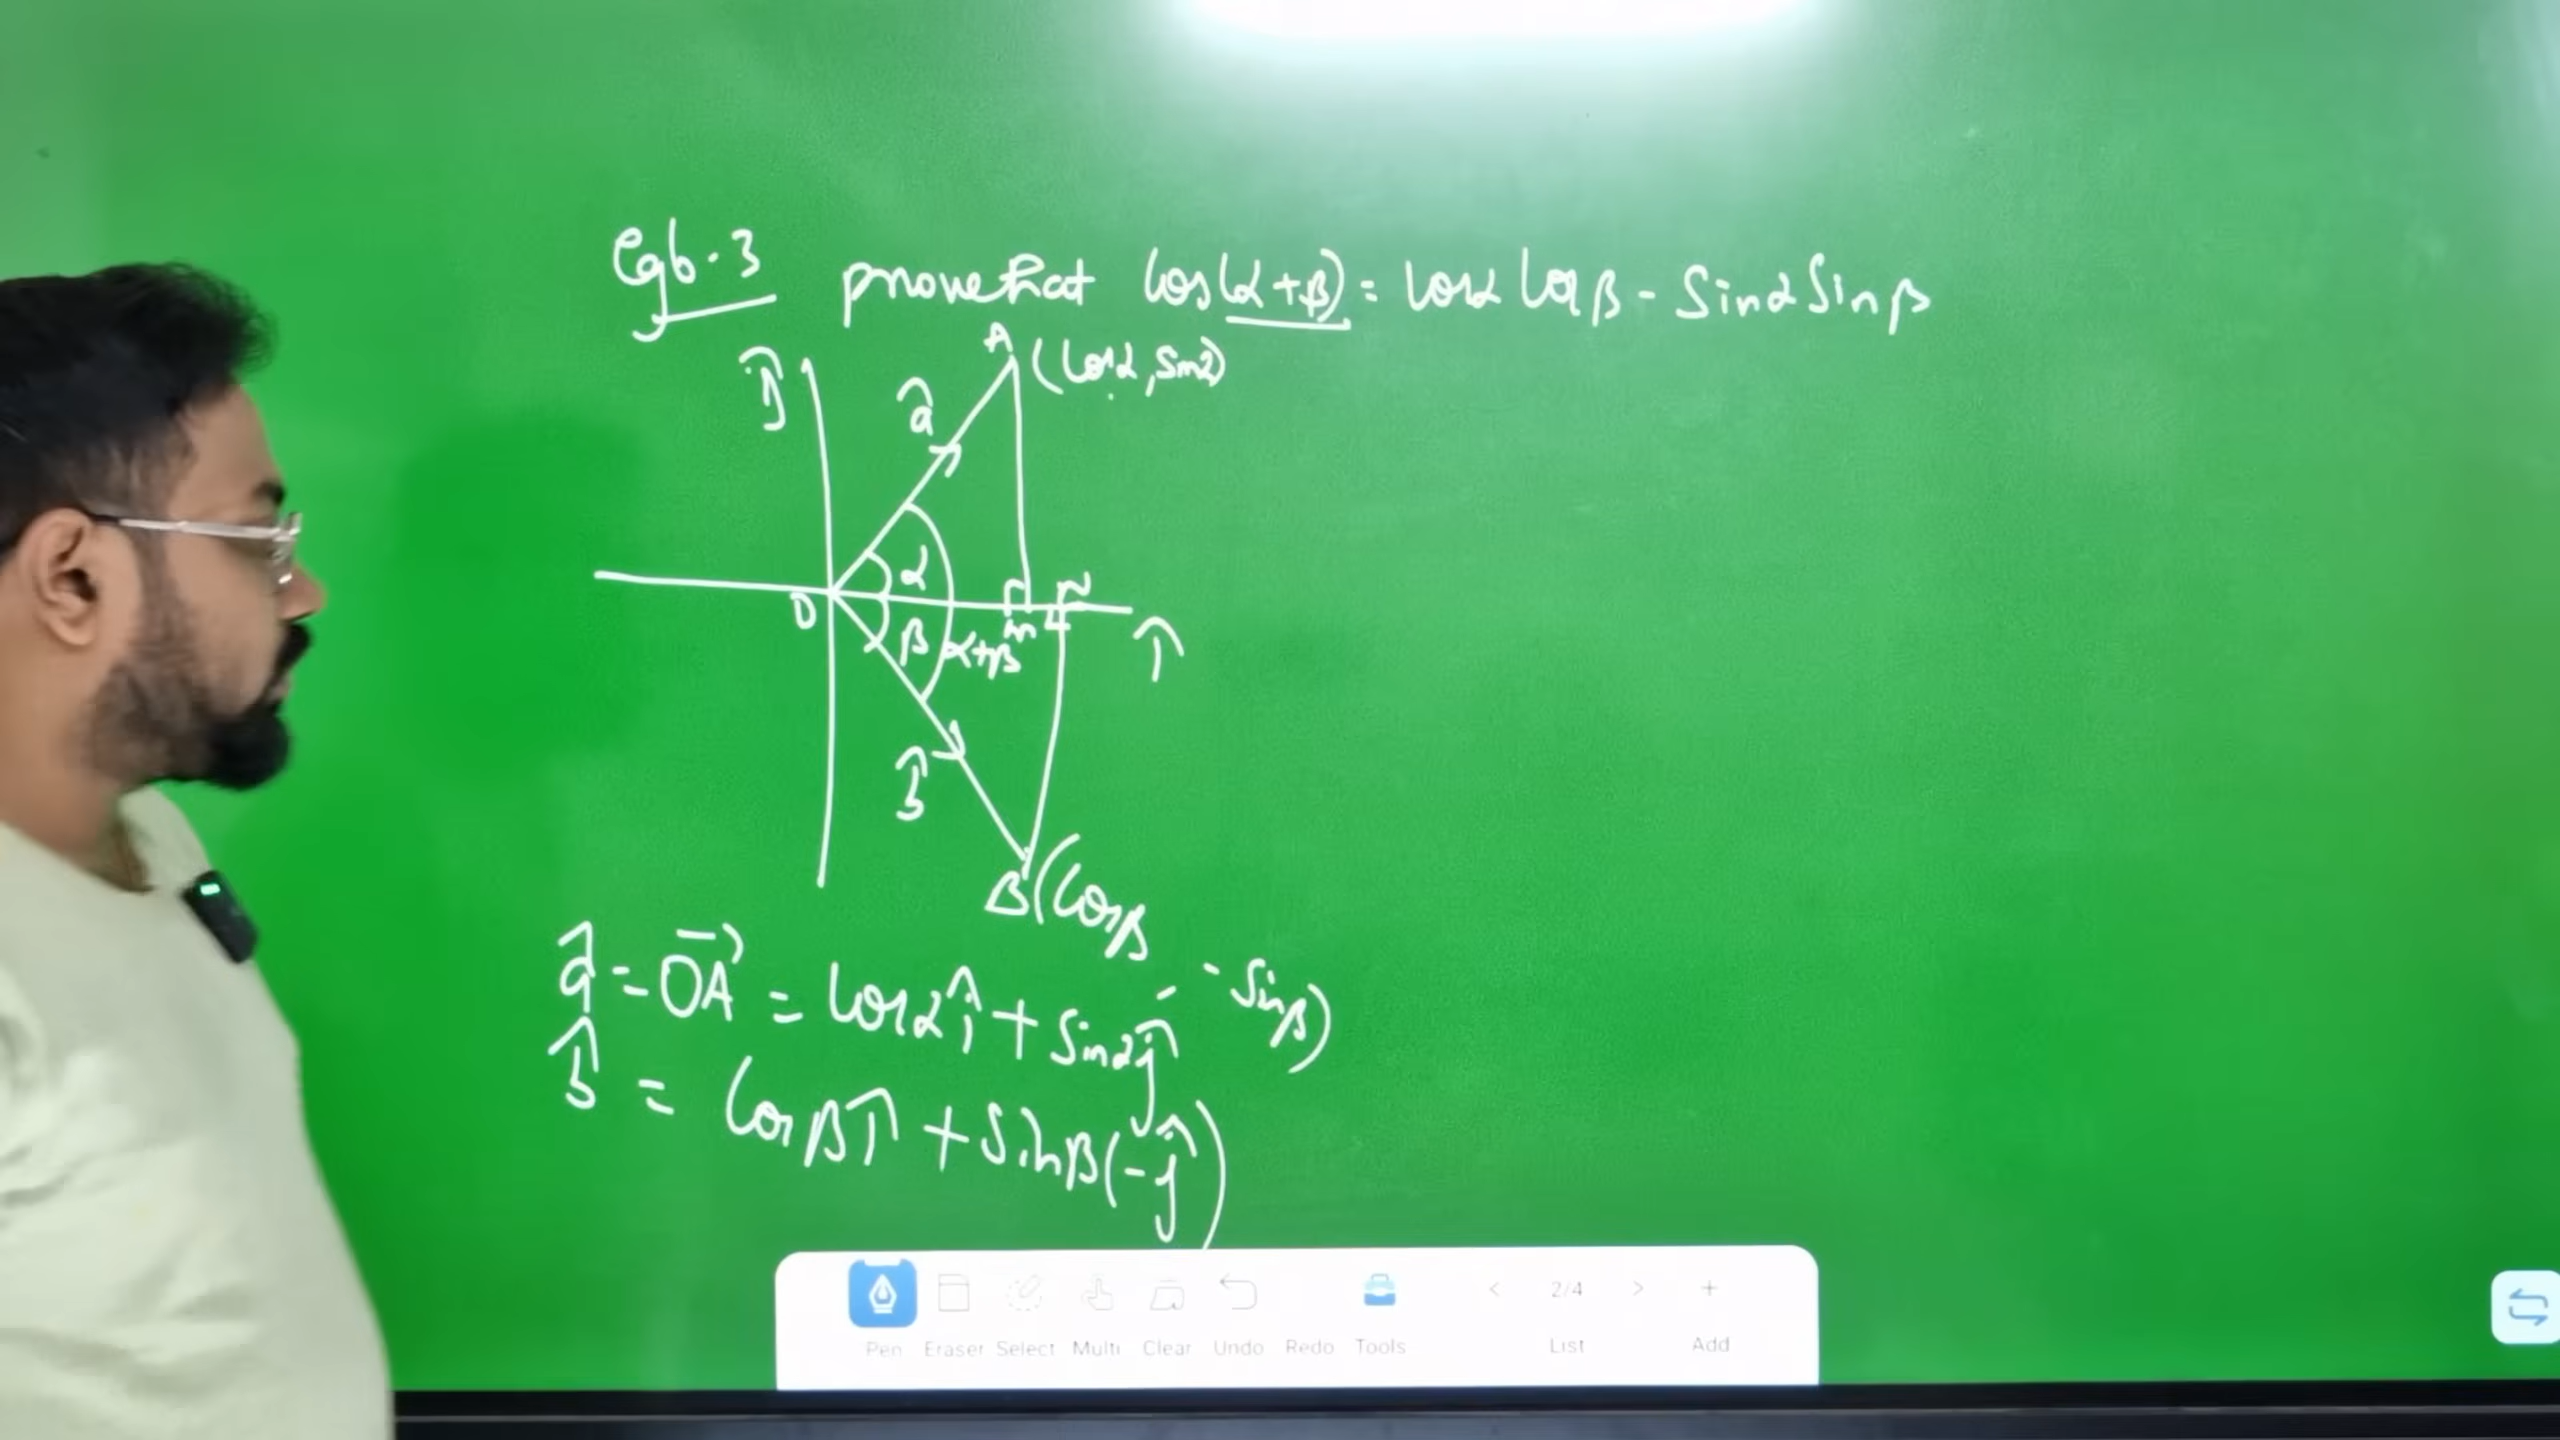 Eg 6.3 prove that cos(α+β) = cosα cosβ - sinα sinβ
A (cosα, sinα)
ĵ
â
α
O
M N
β α+β
î
b̂
B (cosβ
- sinβ)
â = OA⃗ = cosα î + sinα ĵ
b̂ = cosβ î + sinβ(-ĵ)
2/4
Pen Eraser Select Multi Clear Undo Redo Tools List Add